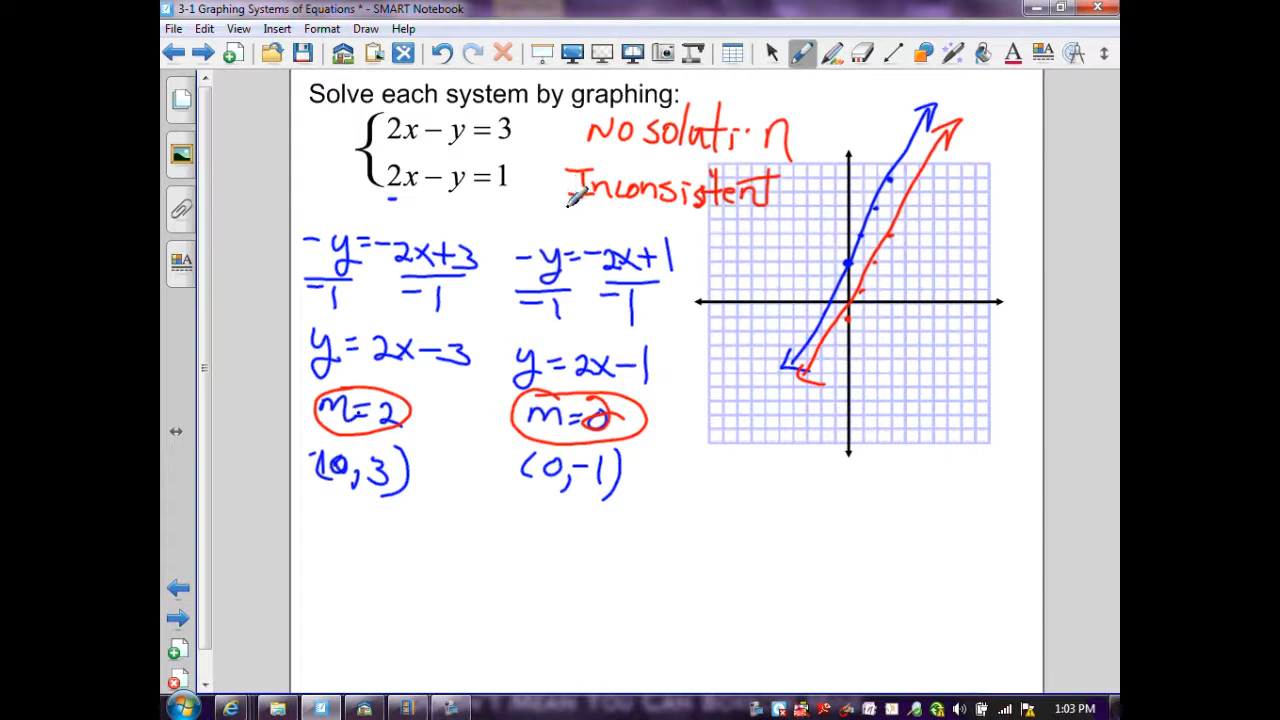 3-1 Graphing Systems of Equations * - SMART Notebook
File Edit View Insert Format Draw Help
Solve each system by graphing:
2x − y = 3
2x − y = 1
No solution
Inconsistent
-y = -2x+3
-1 -1
y = 2x-3
m = 2
(0, 3)
-y = -2x+1
-1 -1
y = 2x-1
m = 2
(0, -1)
1:03 PM